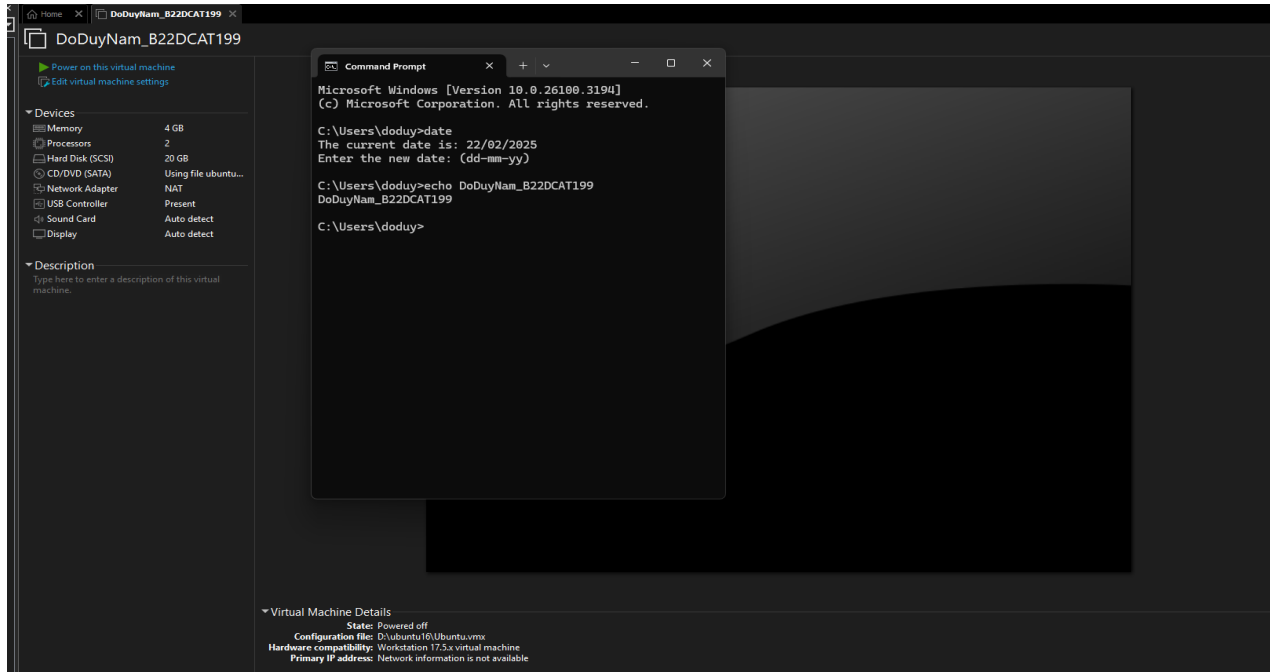 Home
DoDuyNam_B22DCAT199
DoDuyNam_B22DCAT199
Power on this virtual machine
Edit virtual machine settings
Devices
Memory 4 GB
Processors 2
Hard Disk (SCSI) 20 GB
CD/DVD (SATA) Using file ubuntu...
Network Adapter NAT
USB Controller Present
Sound Card Auto detect
Display Auto detect
Description
Type here to enter a description of this virtual
machine.
Command Prompt
Microsoft Windows [Version 10.0.26100.3194]
(c) Microsoft Corporation. All rights reserved.
C:\Users\doduy>date
The current date is: 22/02/2025
Enter the new date: (dd-mm-yy)
C:\Users\doduy>echo DoDuyNam_B22DCAT199
DoDuyNam_B22DCAT199
C:\Users\doduy>
Virtual Machine Details
State: Powered off
Configuration file: D:\ubuntu16\Ubuntu.vmx
Hardware compatibility: Workstation 17.5.x virtual machine
Primary IP address: Network information is not available